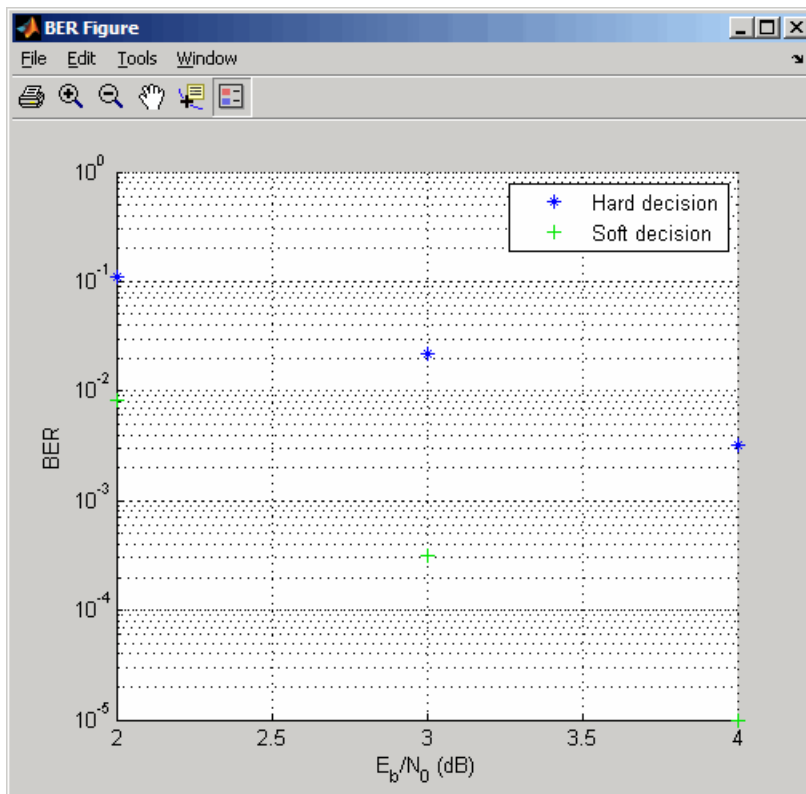 BER Figure
File Edit Tools Window
Hard decision
Soft decision
10^0
10^-1
10^-2
10^-3
10^-4
10^-5
BER
2 2.5 3 3.5 4
E_b/N_0 (dB)